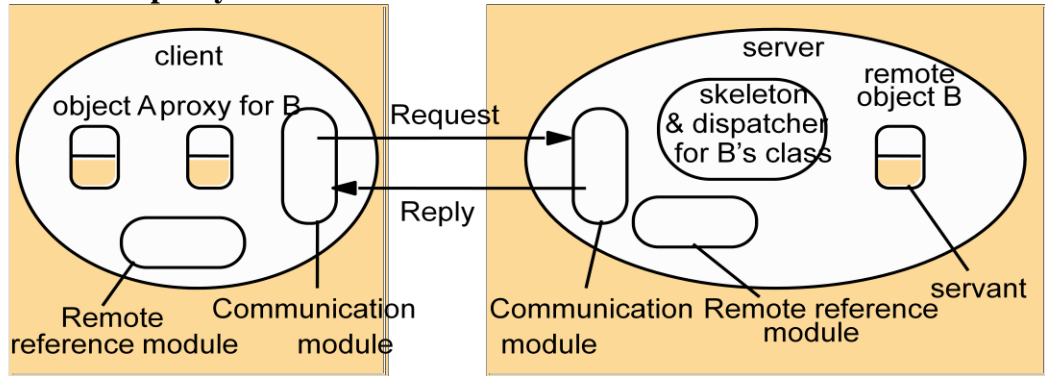 client
object A proxy for B
Remote
reference module
Communication
module
Request
Reply
server
skeleton
& dispatcher
for B's class
remote
object B
Communication
module
Remote reference
module
servant